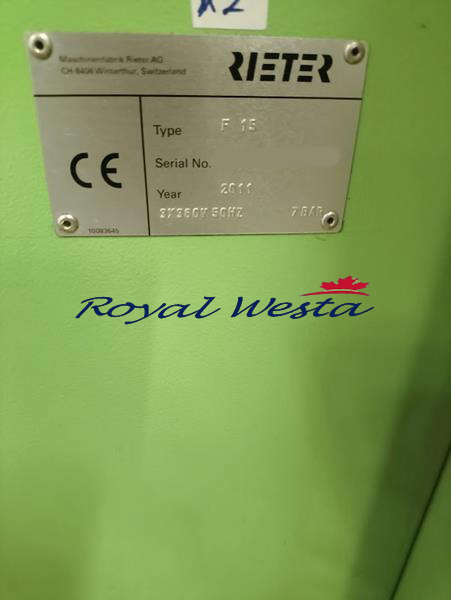 X2
Maschinenfabrik Rieter AG
CH-8406 Winterthur, Switzerland
RIETER
Type F 15
Serial No.
Year 2011
3X380V 50HZ 7 BAR
CE
10083645
Royal Westa